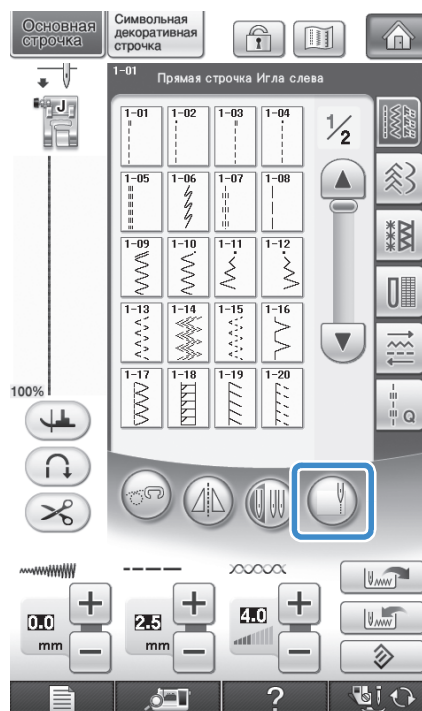 Основная строчка
Символьная декоративная строчка
1-01 Прямая строчка Игла слева
J
1-01 1-02 1-03 1-04
1/2
1-05 1-06 1-07 1-08
1-09 1-10 1-11 1-12
1-13 1-14 1-15 1-16
1-17 1-18 1-19 1-20
100%
Q
0.0 mm
2.5 mm
4.0
?